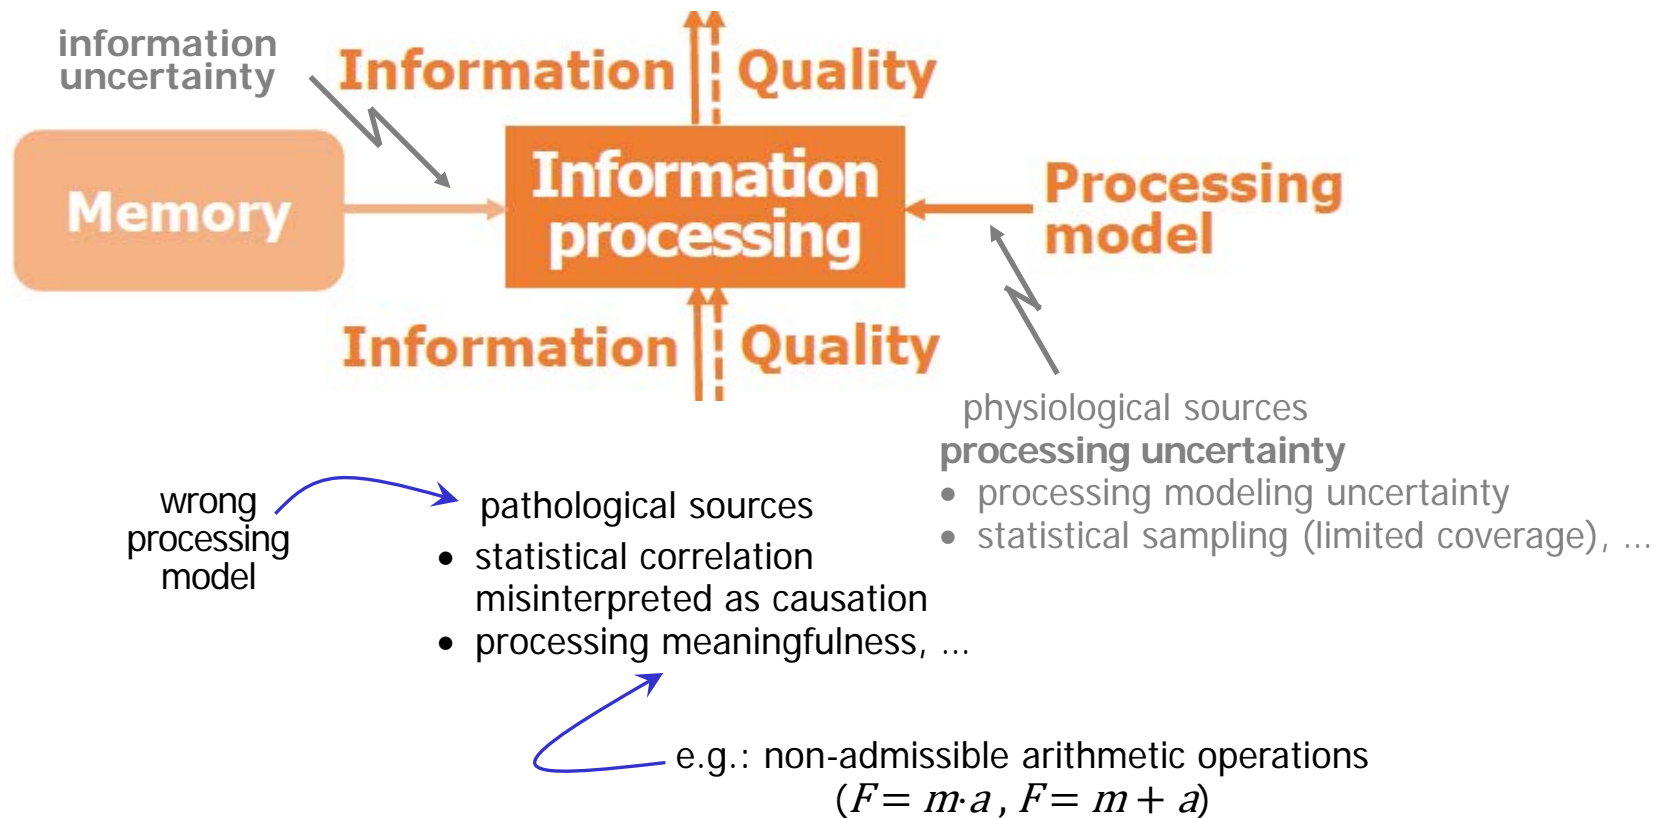 information
uncertainty
Information Quality
Memory
Information
processing
Processing
model
Information Quality
physiological sources
processing uncertainty
• processing modeling uncertainty
• statistical sampling (limited coverage), ...
wrong
processing
model
pathological sources
• statistical correlation
misinterpreted as causation
• processing meaningfulness, ...
e.g.: non-admissible arithmetic operations
(F = m·a , F = m + a)